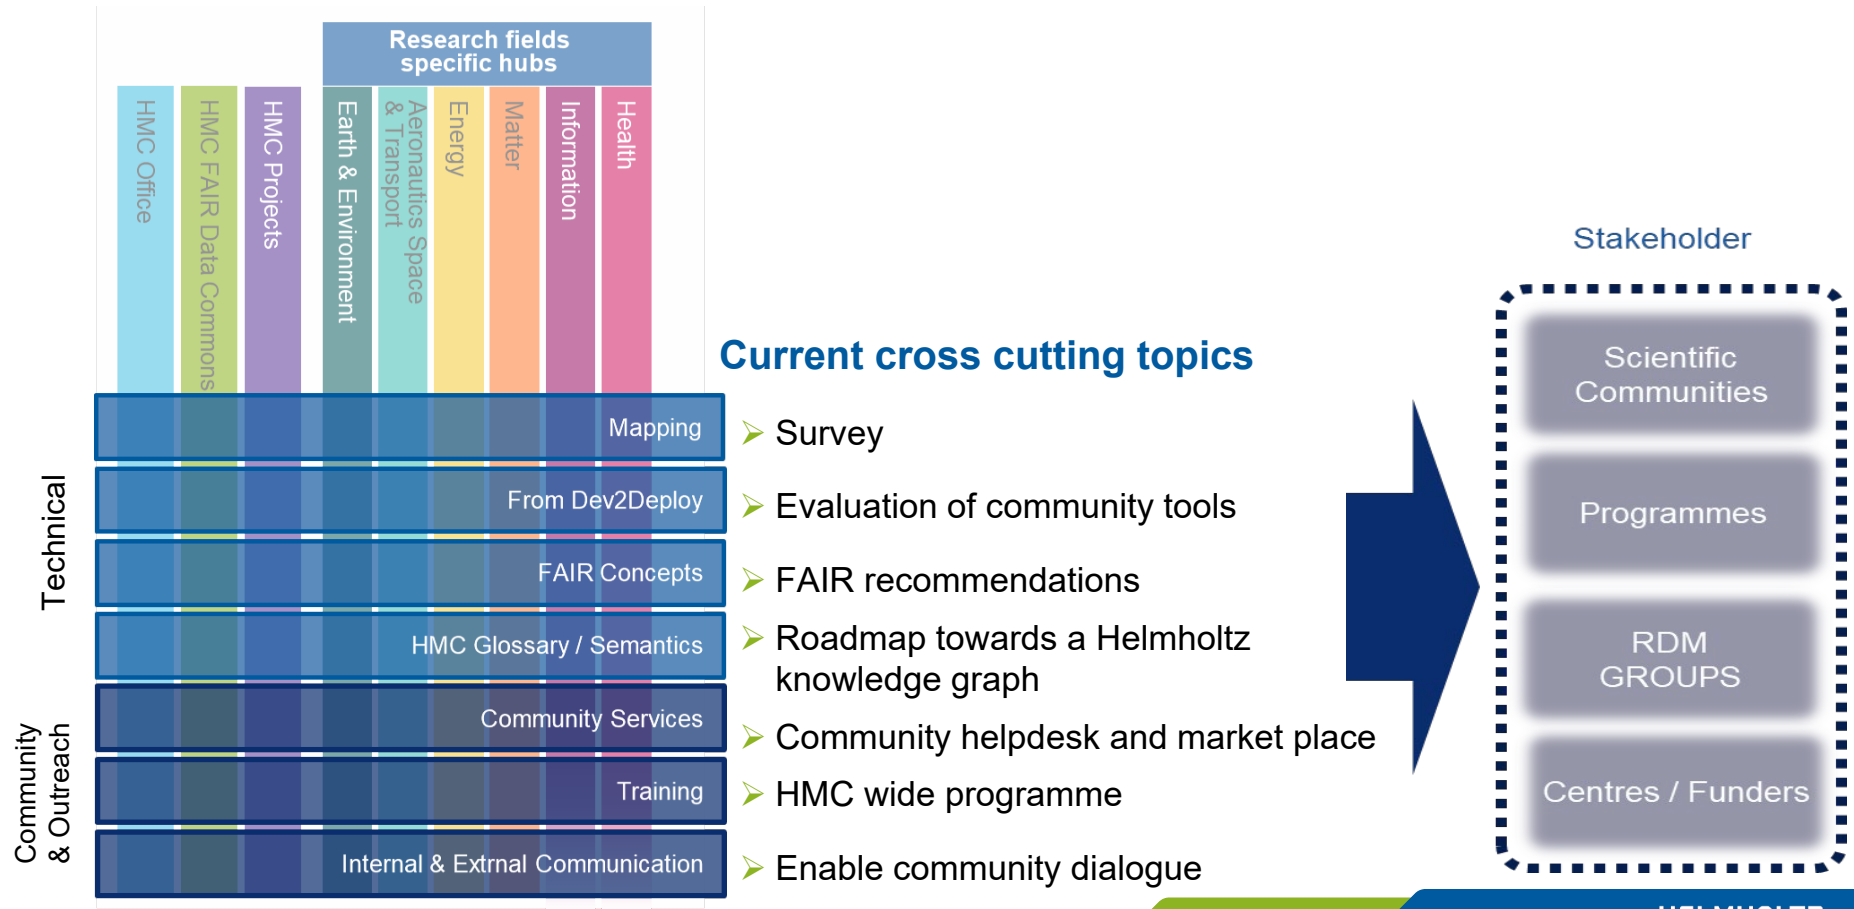 Research fields
specific hubs
HMC Office
HMC FAIR Data Commons
HMC Projects
Earth & Environment
Aeronautics Space
& Transport
Energy
Matter
Information
Health
Current cross cutting topics
Technical
Mapping
Survey
From Dev2Deploy
Evaluation of community tools
FAIR Concepts
FAIR recommendations
HMC Glossary / Semantics
Roadmap towards a Helmholtz
knowledge graph
Community
& Outreach
Community Services
Community helpdesk and market place
Training
HMC wide programme
Internal & Extrnal Communication
Enable community dialogue
Stakeholder
Scientific
Communities
Programmes
RDM
GROUPS
Centres / Funders